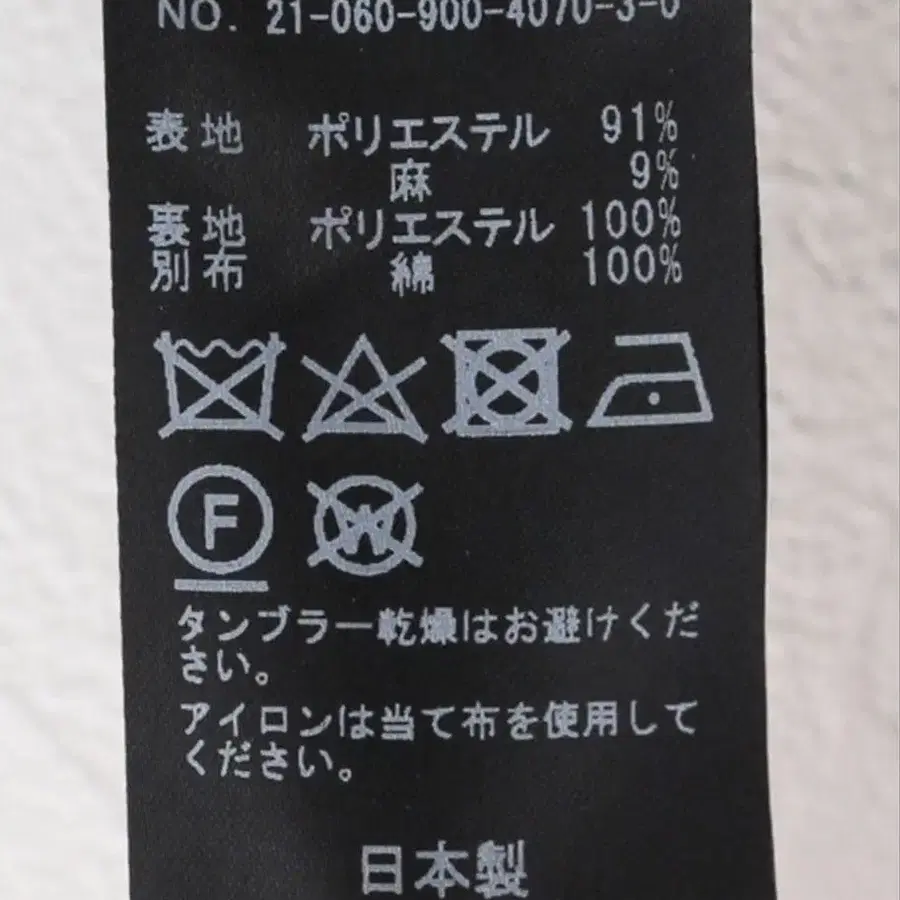 NO. 21-060-900-4070-3-0
表地 ポリエステル 91%
麻 9%
裏地 ポリエステル 100%
別布 綿 100%
F W
タンブラー乾燥はお避けくだ
さい。
アイロンは当て布を使用して
ください。
日本製